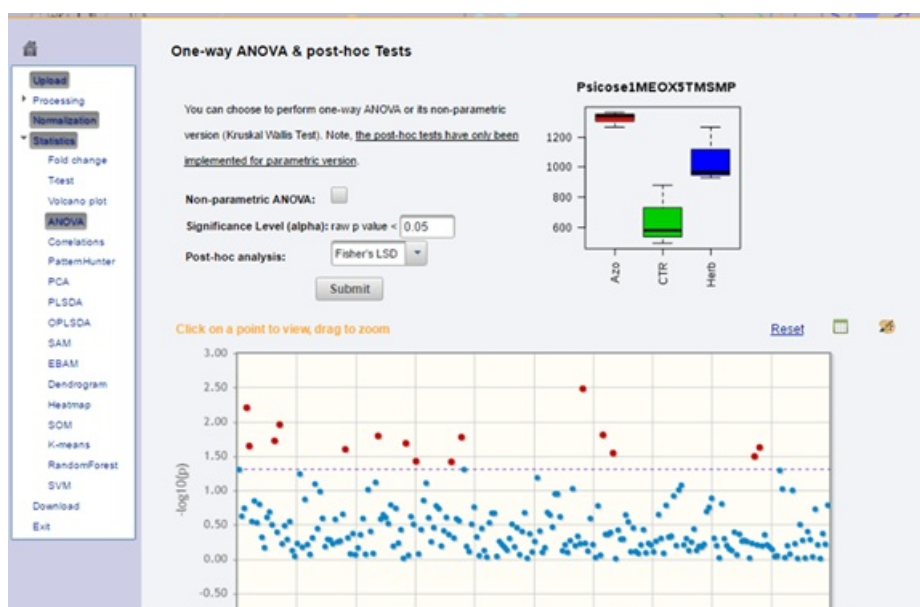 One-way ANOVA & post-hoc Tests
Upload
Processing
Normalization
Statistics
Fold change
T-test
Volcano plot
ANOVA
Correlations
PatternHunter
PCA
PLSDA
OPLSDA
SAM
EBAM
Dendrogram
Heatmap
SOM
K-means
RandomForest
SVM
Download
Exit
You can choose to perform one-way ANOVA or its non-parametric
version (Kruskal Wallis Test). Note, the post-hoc tests have only been
implemented for parametric version.
Non-parametric ANOVA:
Significance Level (alpha): raw p value < 0.05
Post-hoc analysis: Fisher's LSD
Submit
Psicose1MEOX5TMSMP
1200
1000
800
600
Azo
CTR
Herb
Click on a point to view, drag to zoom
Reset
3.00
2.50
2.00
1.50
1.00
0.50
0.00
-0.50
-log10(p)